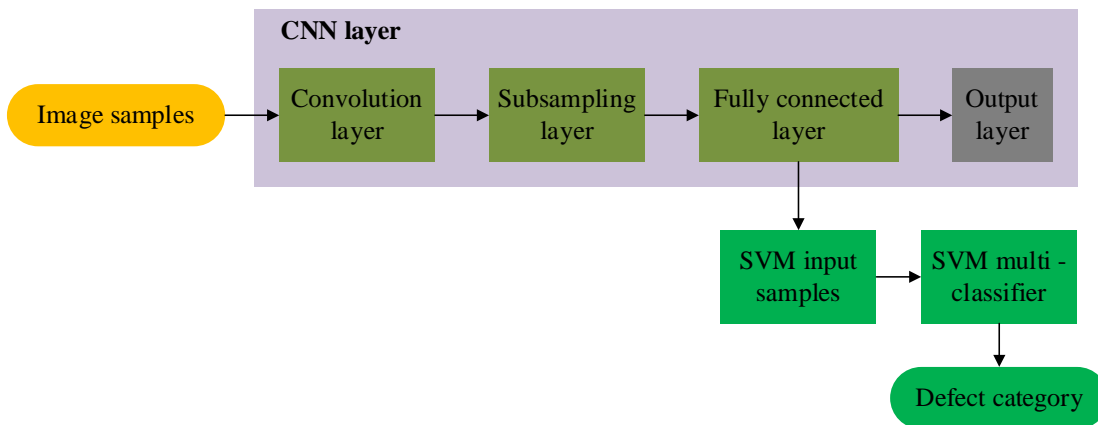 CNN layer
Image samples
Convolution
layer
Subsampling
layer
Fully connected
layer
Output
layer
SVM input
samples
SVM multi -
classifier
Defect category